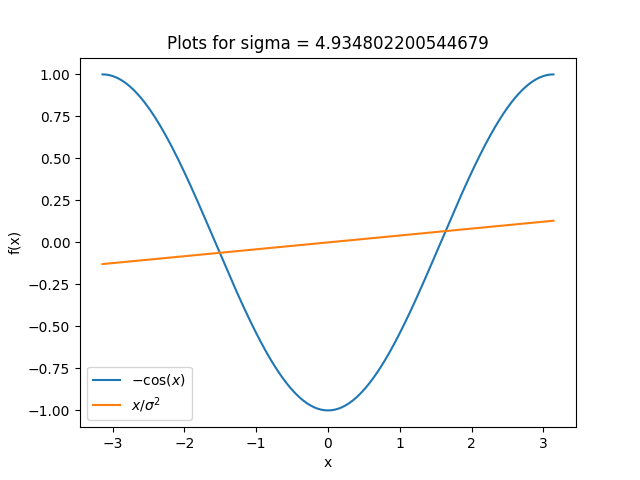 Plots for sigma = 4.934802200544679
1.00
0.75
0.50
0.25
0.00
−0.25
−0.50
−0.75
−1.00
f(x)
−cos(x)
x/σ²
−3 −2 −1 0 1 2 3
x